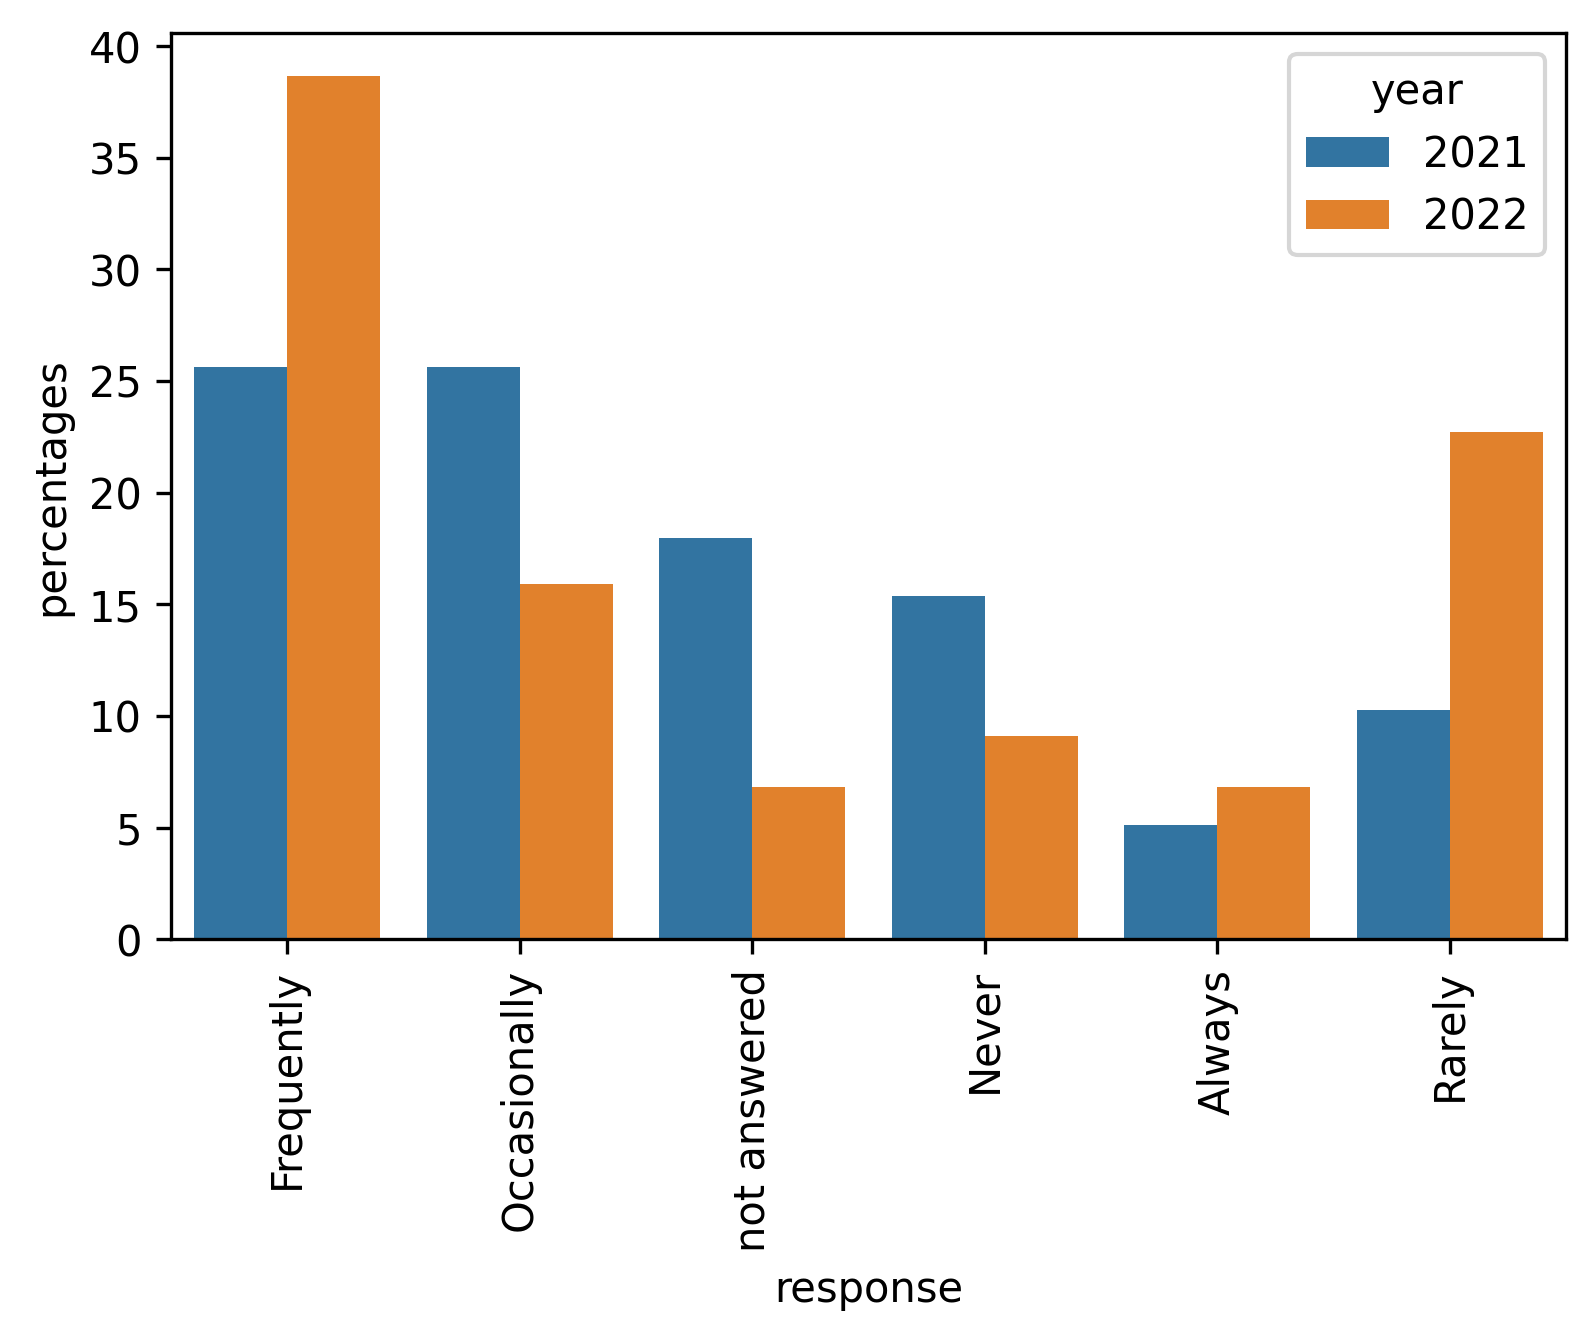 40
35
30
25
20
15
10
5
0
percentages
year
2021
2022
Frequently
Occasionally
not answered
Never
Always
Rarely
response